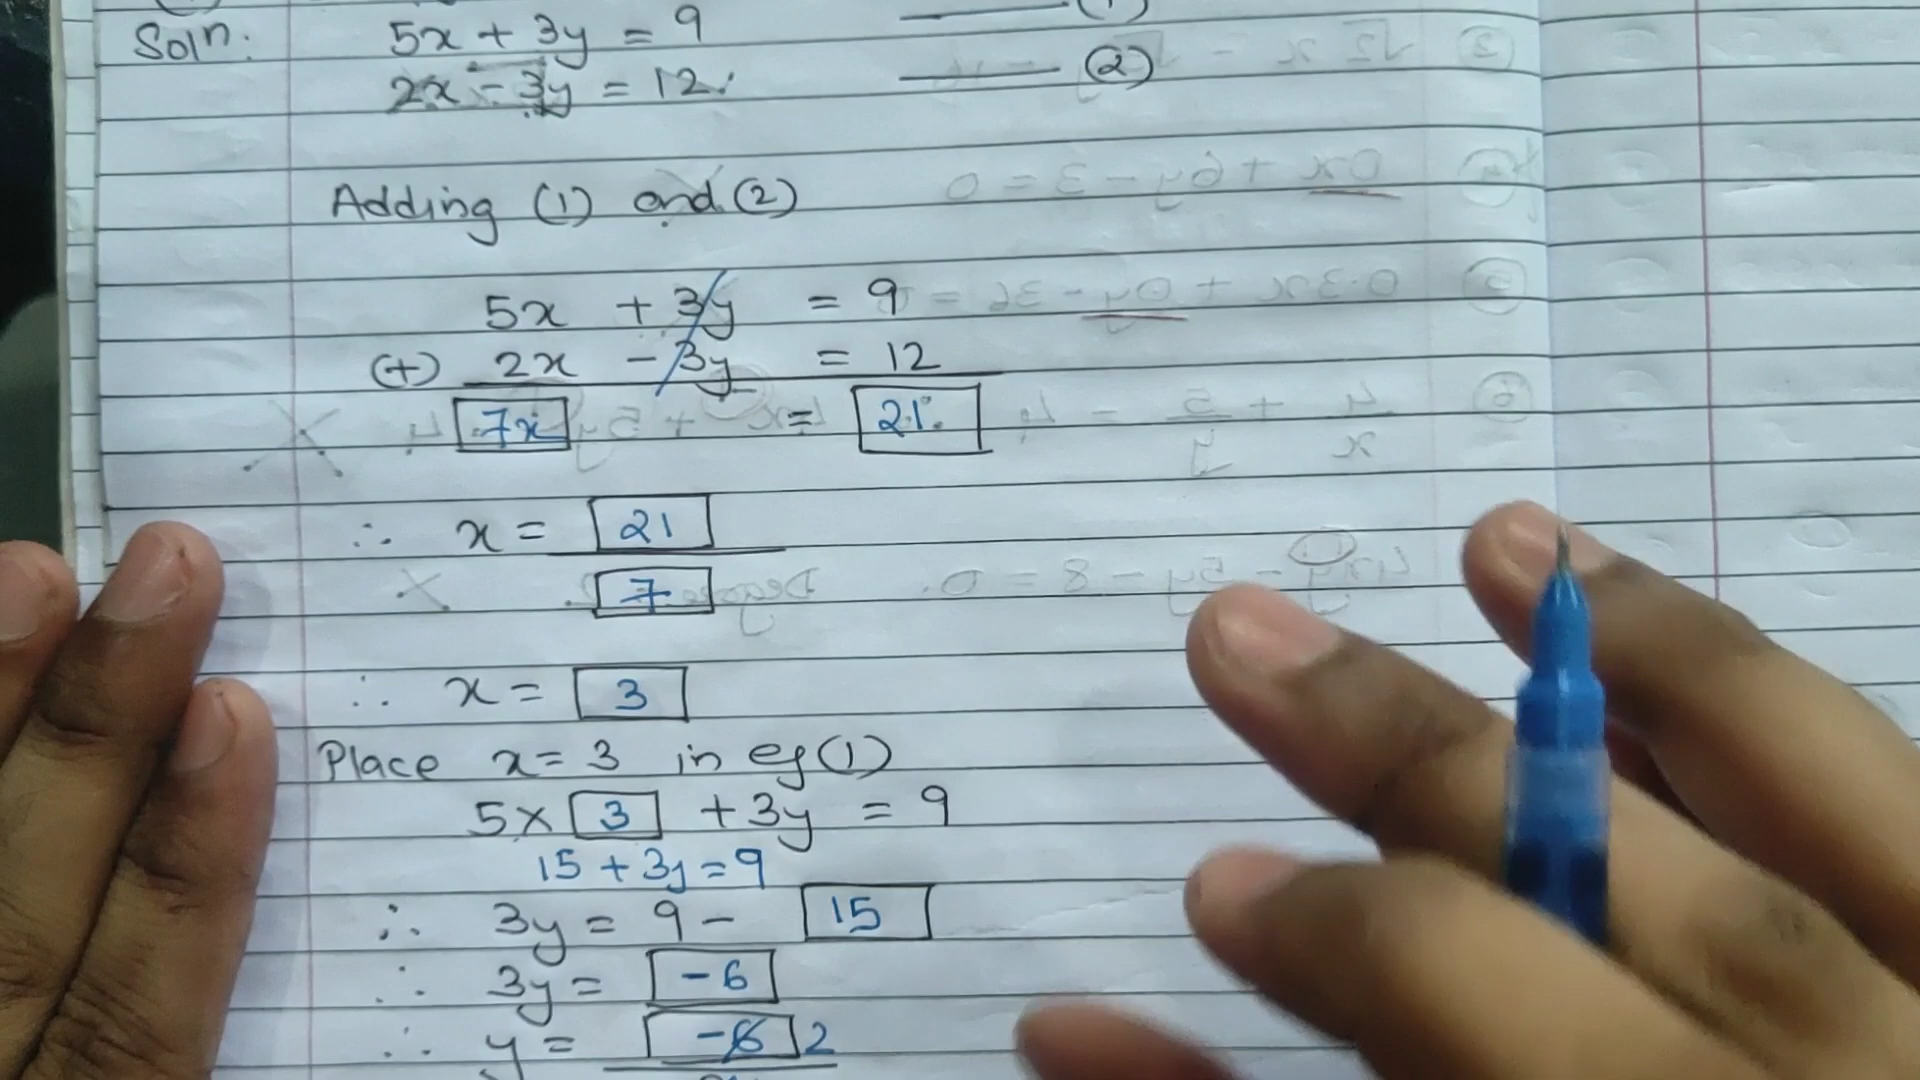 Soln. 5x + 3y = 9 (1)
2x - 3y = 12. (2)
Adding (1) and (2)
5x + 3y = 9
(+) 2x - 3y = 12
7x = 21
∴ x = 21
7
∴ x = 3
Place x = 3 in eq (1)
5 × 3 + 3y = 9
15 + 3y = 9
∴ 3y = 9 - 15
∴ 3y = -6
∴ y = -6 2